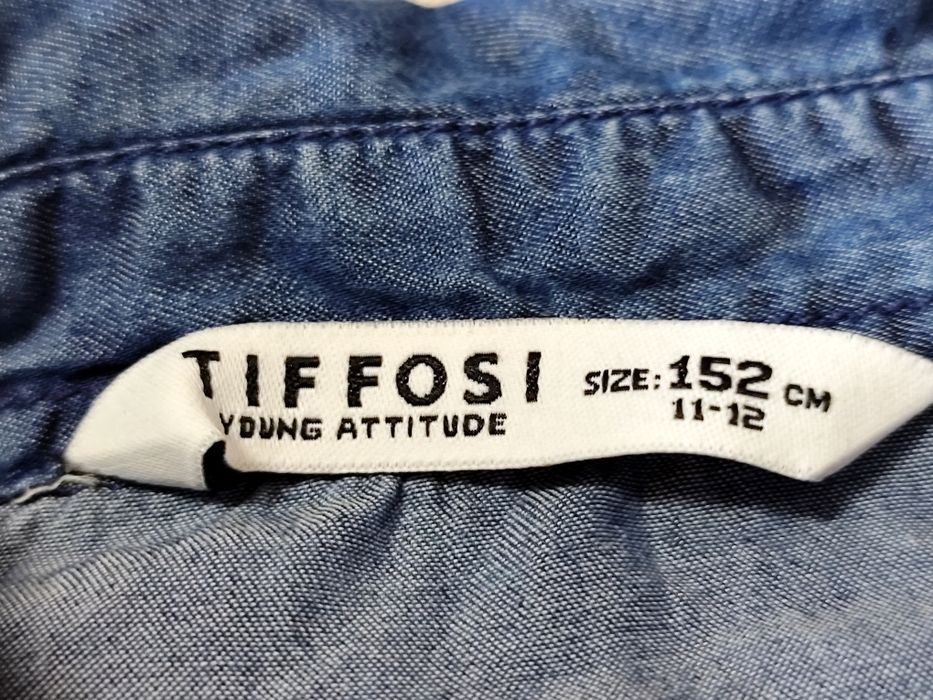 TIFFOSI
YOUNG ATTITUDE
SIZE: 152 CM
11-12